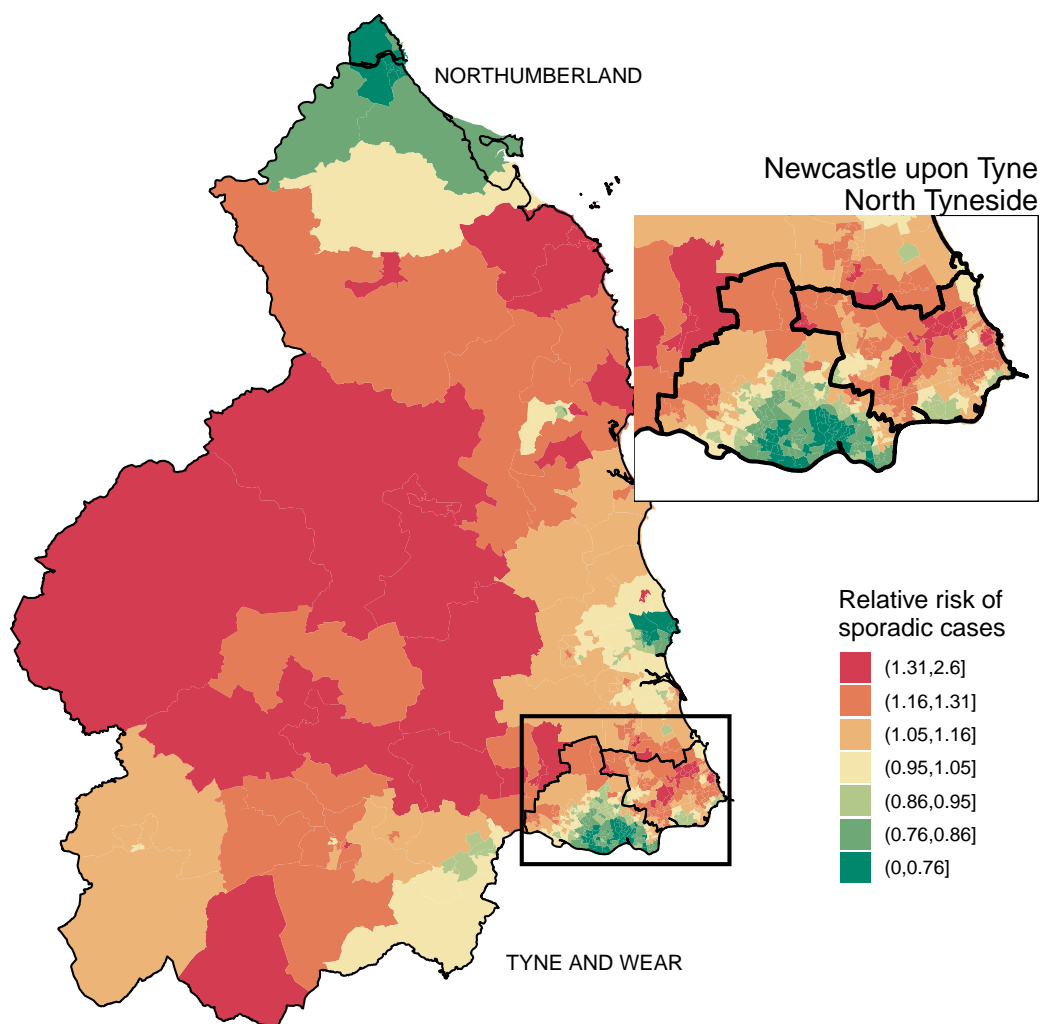 NORTHUMBERLAND
Newcastle upon Tyne
North Tyneside
Relative risk of
sporadic cases
(1.31,2.6]
(1.16,1.31]
(1.05,1.16]
(0.95,1.05]
(0.86,0.95]
(0.76,0.86]
(0,0.76]
TYNE AND WEAR